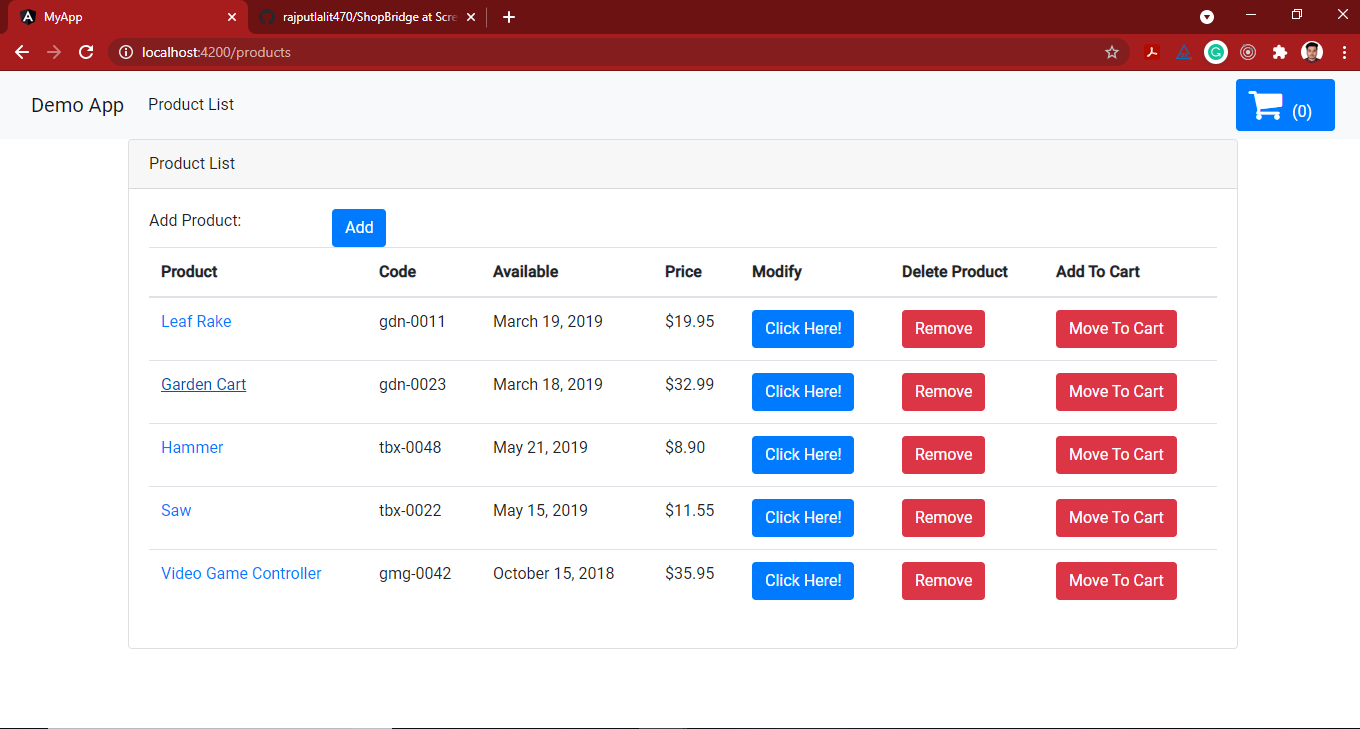 MyApp
rajputlalit470/ShopBridge at Scre
localhost:4200/products
Demo App
Product List
(0)
Product List
Add Product:
Add
Product Code Available Price Modify Delete Product Add To Cart
Leaf Rake gdn-0011 March 19, 2019 $19.95 Click Here! Remove Move To Cart
Garden Cart gdn-0023 March 18, 2019 $32.99 Click Here! Remove Move To Cart
Hammer tbx-0048 May 21, 2019 $8.90 Click Here! Remove Move To Cart
Saw tbx-0022 May 15, 2019 $11.55 Click Here! Remove Move To Cart
Video Game Controller gmg-0042 October 15, 2018 $35.95 Click Here! Remove Move To Cart